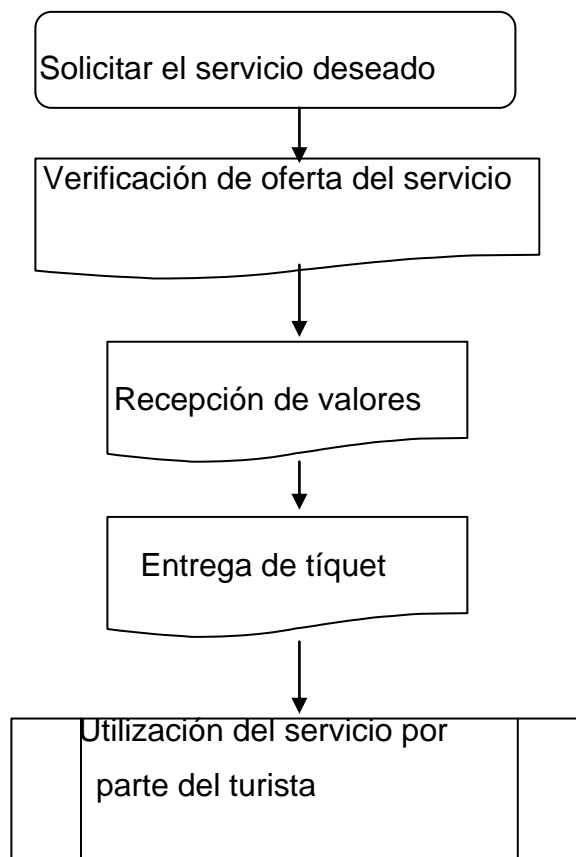 Solicitar el servicio deseado
Verificación de oferta del servicio
Recepción de valores
Entrega de tíquet
Utilización del servicio por
parte del turista